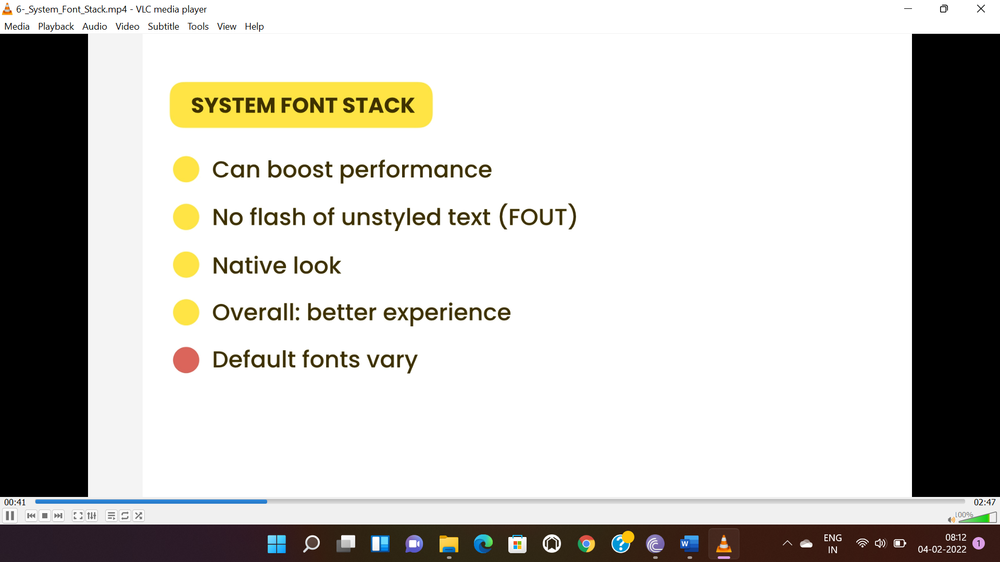 6-_System_Font_Stack.mp4 - VLC media player
Media Playback Audio Video Subtitle Tools View Help
SYSTEM FONT STACK
Can boost performance
No flash of unstyled text (FOUT)
Native look
Overall: better experience
Default fonts vary
00:41
02:47
100%
W
?
ENG
IN
08:12
04-02-2022
1